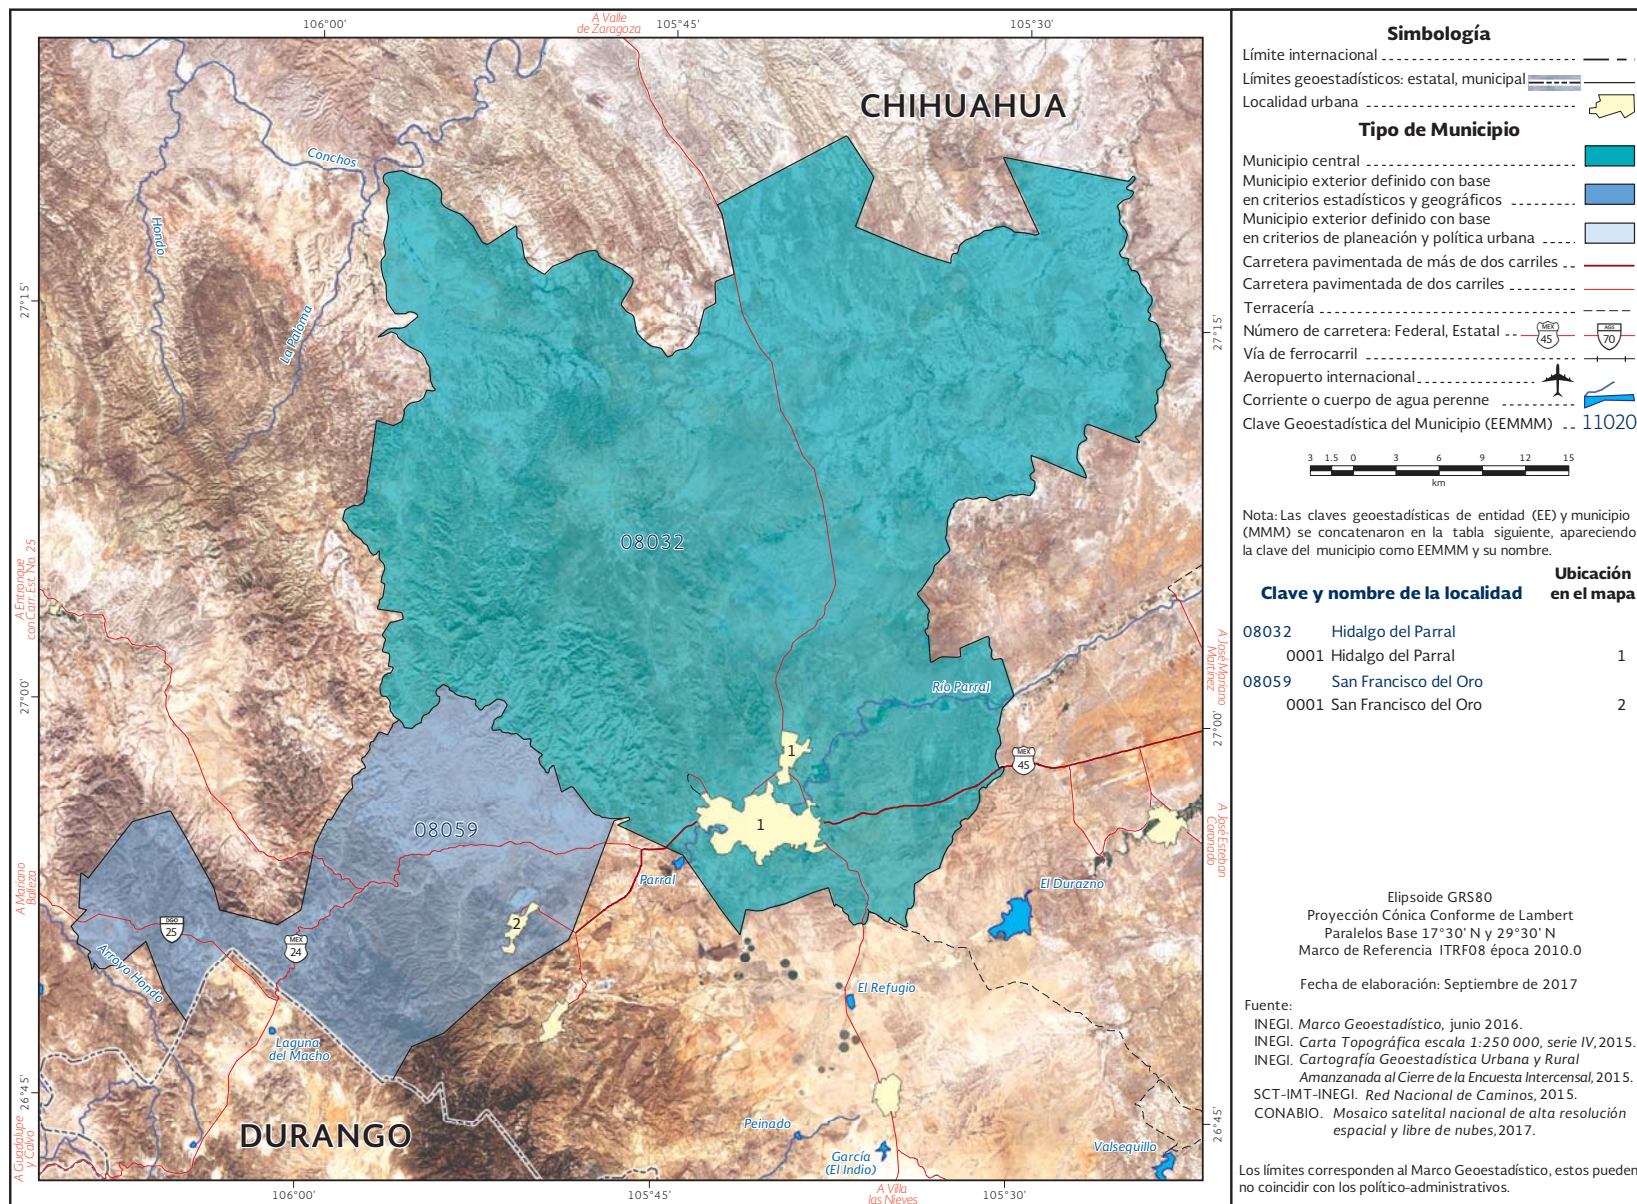 106°00'
A Valle
de Zaragoza
105°45'
105°30'
CHIHUAHUA
Conchos
Hondo
La Paloma
27°15'
27°15'
08032
A Entronque
con Carr. Est. No. 25
27°00'
27°00'
A José Mariano
Martínez
Río Parral
1
MEX
45
1
08059
A José Esteban
Coronado
Parral
El Durazno
A Mariano
Balleza
2
DGO
25
MEX
24
Arroyo Hondo
El Refugio
Laguna
del Macho
26°45'
26°45'
DURANGO
Peinado
García
(El Indio)
Valsequillo
A Guadalupe
y Calvo
106°00'
105°45'
A Villa
las Nieves
105°30'
Simbología
Límite internacional
Límites geoestadísticos: estatal, municipal
Localidad urbana
Tipo de Municipio
Municipio central
Municipio exterior definido con base
en criterios estadísticos y geográficos
Municipio exterior definido con base
en criterios de planeación y política urbana
Carretera pavimentada de más de dos carriles
Carretera pavimentada de dos carriles
Terracería
Número de carretera: Federal, Estatal MEX 45 AGS 70
Vía de ferrocarril
Aeropuerto internacional
Corriente o cuerpo de agua perenne
Clave Geoestadística del Municipio (EEMMM) 11020
3 1.5 0 3 6 9 12 15
km
Nota: Las claves geoestadísticas de entidad (EE) y municipio
(MMM) se concatenaron en la tabla siguiente, apareciendo
la clave del municipio como EEMMM y su nombre.
Clave y nombre de la localidad Ubicación
en el mapa
08032 Hidalgo del Parral
0001 Hidalgo del Parral 1
08059 San Francisco del Oro
0001 San Francisco del Oro 2
Elipsoide GRS80
Proyección Cónica Conforme de Lambert
Paralelos Base 17°30' N y 29°30' N
Marco de Referencia ITRF08 época 2010.0
Fecha de elaboración: Septiembre de 2017
Fuente:
INEGI. Marco Geoestadístico, junio 2016.
INEGI. Carta Topográfica escala 1:250 000, serie IV, 2015.
INEGI. Cartografía Geoestadística Urbana y Rural
Amanzanada al Cierre de la Encuesta Intercensal, 2015.
SCT-IMT-INEGI. Red Nacional de Caminos, 2015.
CONABIO. Mosaico satelital nacional de alta resolución
espacial y libre de nubes, 2017.
Los límites corresponden al Marco Geoestadístico, estos pueden
no coincidir con los político-administrativos.